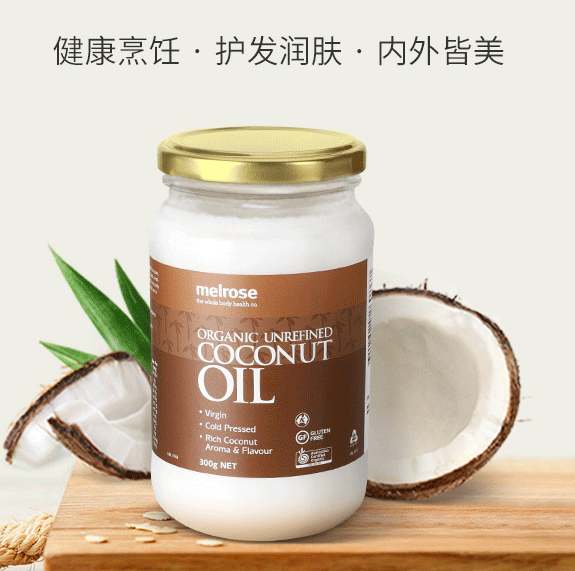 健康烹饪 · 护发润肤 · 内外皆美
melrose
the whole body health co.
ORGANIC UNREFINED
COCONUT
OIL
• Virgin
• Cold Pressed
• Rich Coconut
Aroma & Flavour
300g NET
GF GLUTEN
FREE